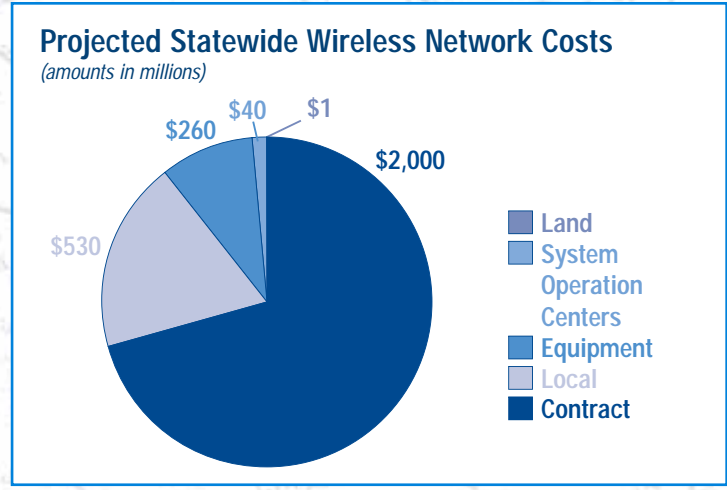 Projected Statewide Wireless Network Costs
(amounts in millions)
$1
$40
$260
$2,000
$530
Land
System
Operation
Centers
Equipment
Local
Contract